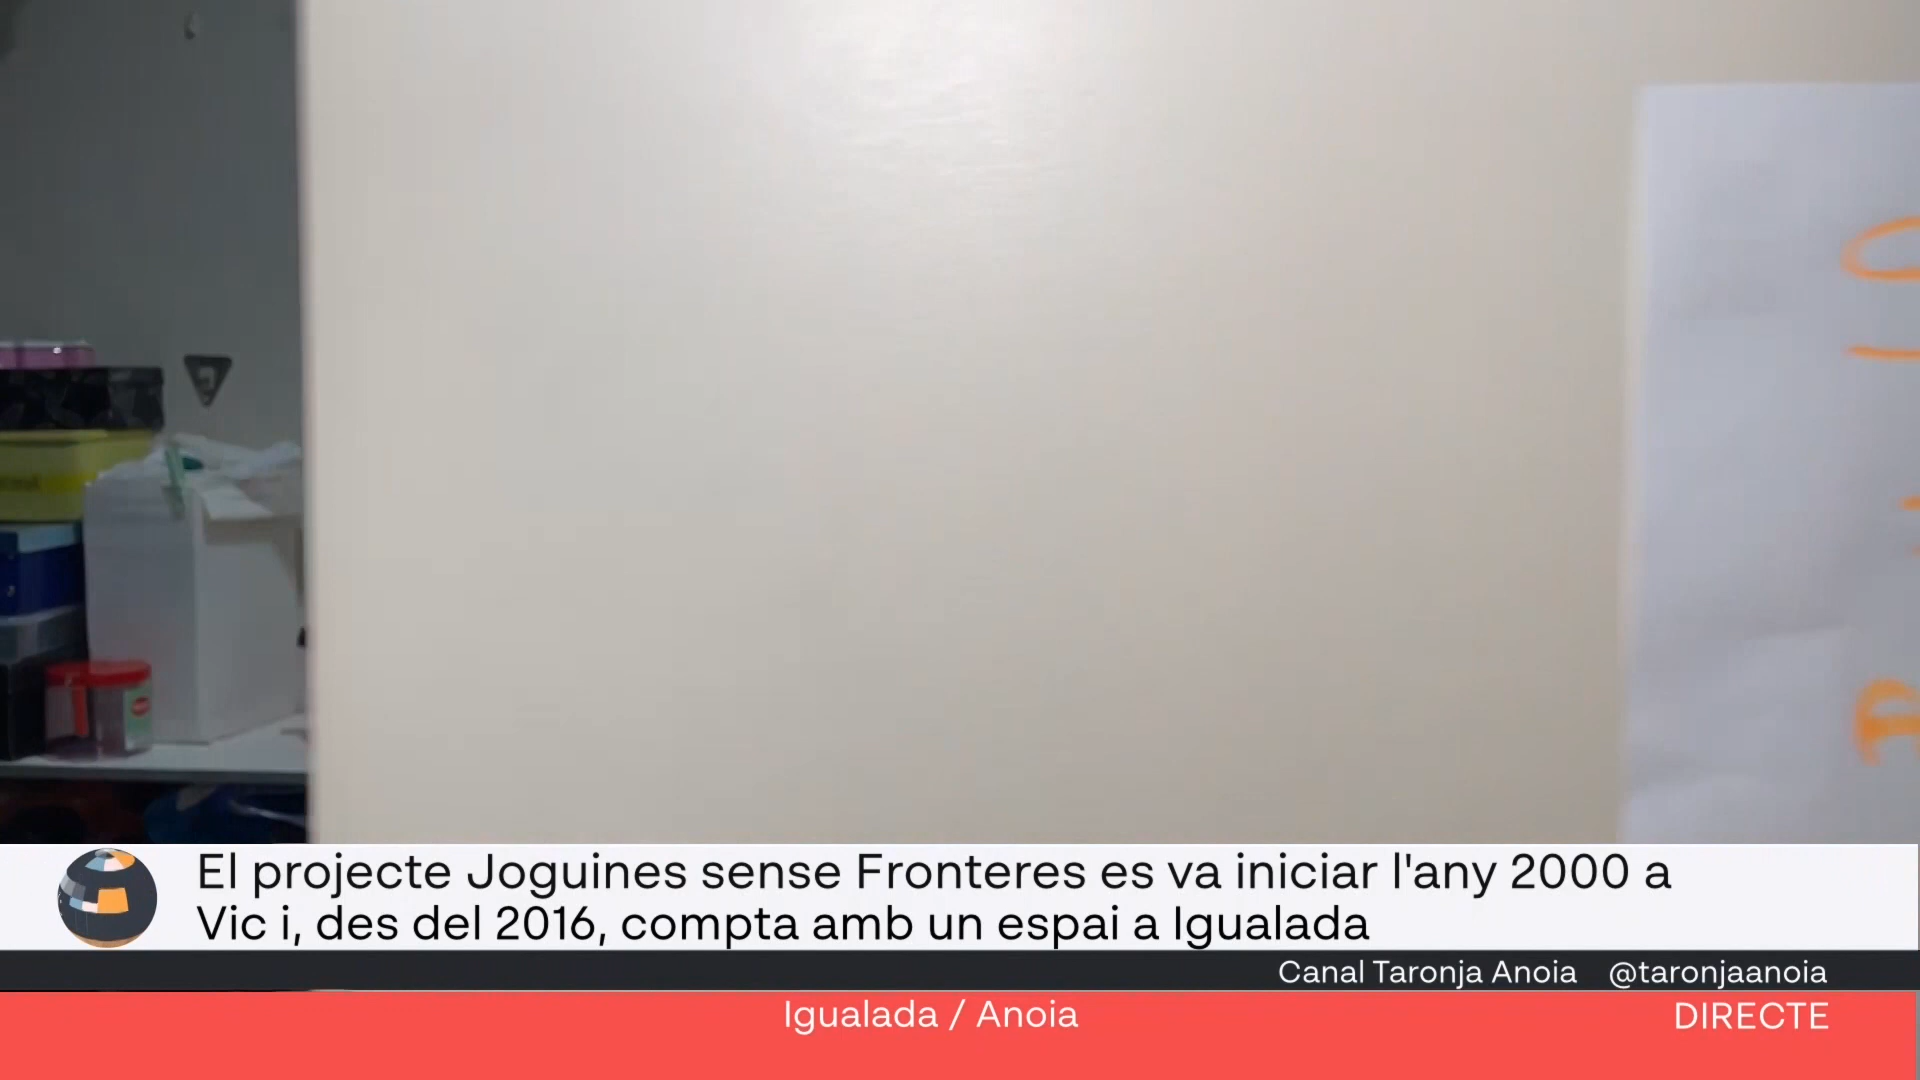 El projecte Joguines sense Fronteres es va iniciar l'any 2000 a
Vic i, des del 2016, compta amb un espai a Igualada
Canal Taronja Anoia @taronjaanoia
Igualada / Anoia
DIRECTE